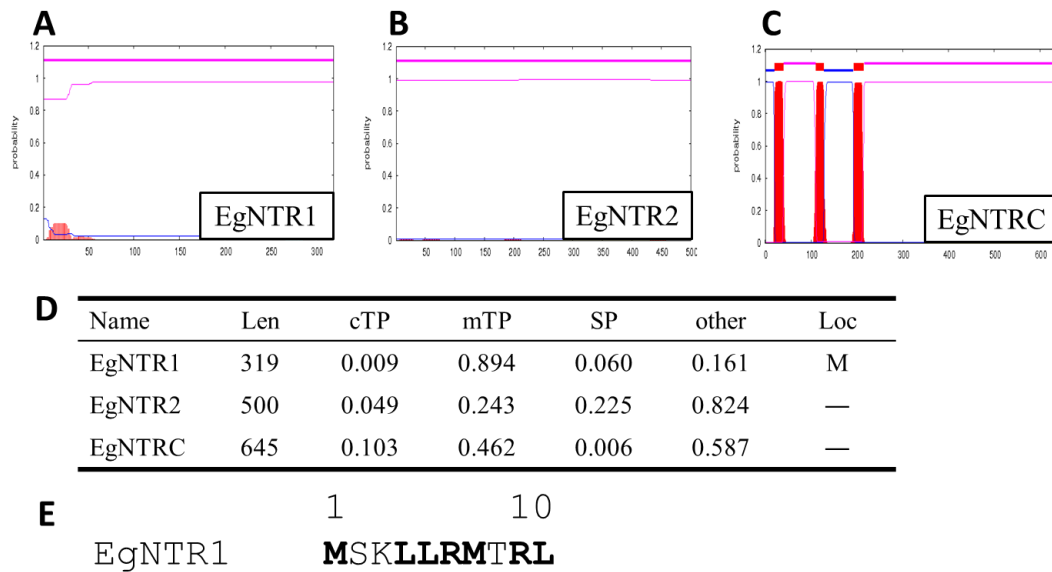 A
1.2
1
0.8
0.6
0.4
0.2
0
probability
50 100 150 200 250 300
EgNTR1
B
1.2
1
0.8
0.6
0.4
0.2
0
probability
50 100 150 200 250 300 350 400 450 500
EgNTR2
C
1.2
1
0.8
0.6
0.4
0.2
0
probability
0 100 200 300 400 500 600
EgNTRC
D
Name Len cTP mTP SP other Loc
EgNTR1 319 0.009 0.894 0.060 0.161 M
EgNTR2 500 0.049 0.243 0.225 0.824 —
EgNTRC 645 0.103 0.462 0.006 0.587 —
E
1 10
EgNTR1 MSKLLRMTRL